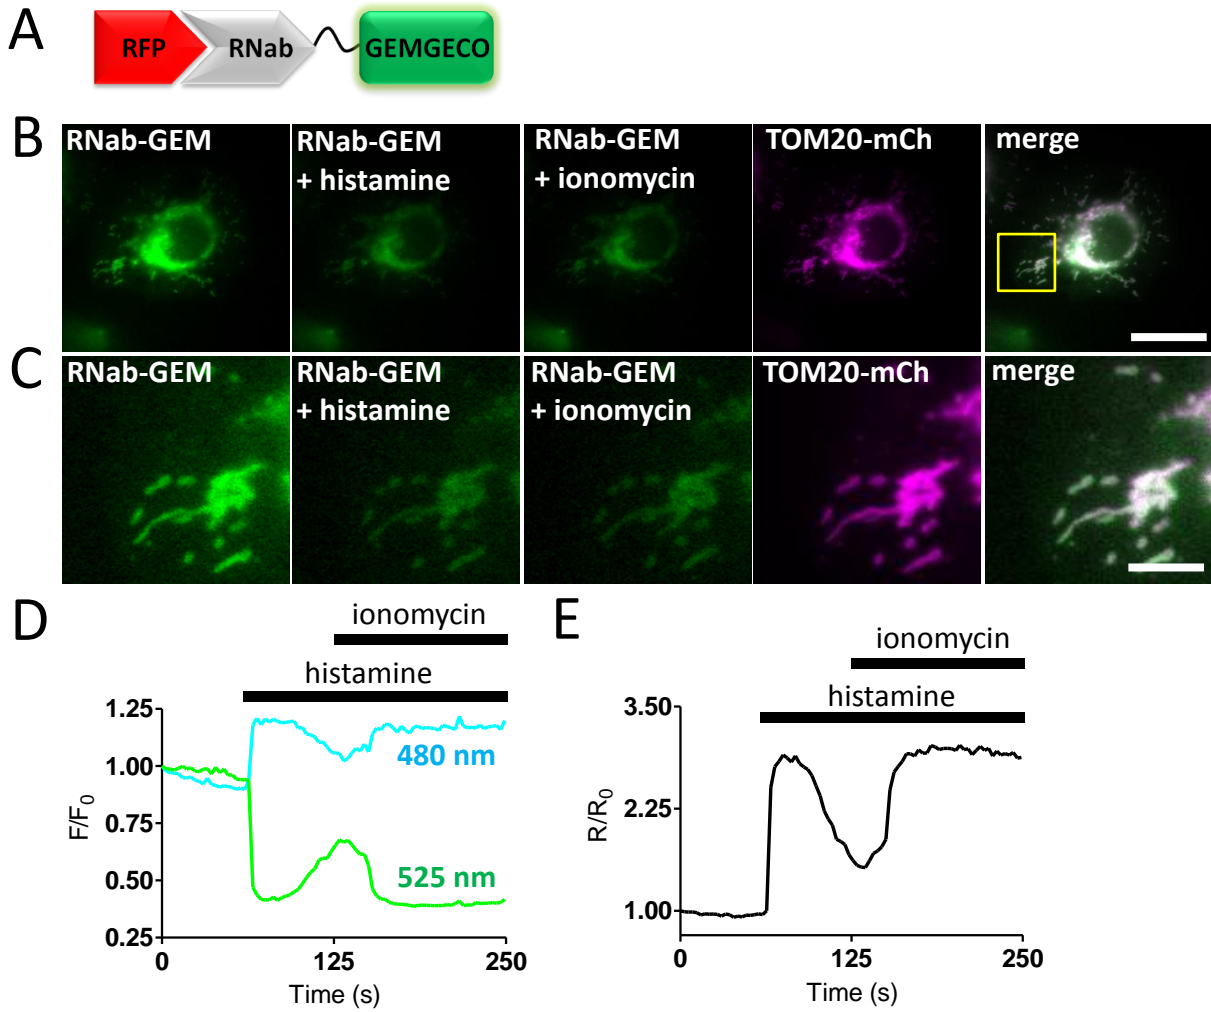 A
RFP
RNab
GEMGECO
B
RNab-GEM
RNab-GEM
+ histamine
RNab-GEM
+ ionomycin
TOM20-mCh
merge
C
RNab-GEM
RNab-GEM
+ histamine
RNab-GEM
+ ionomycin
TOM20-mCh
merge
D
ionomycin
histamine
1.25
1.00
0.75
0.50
0.25
F/F0
480 nm
525 nm
0
125
250
Time (s)
E
ionomycin
histamine
3.50
2.25
1.00
R/R0
0
125
250
Time (s)